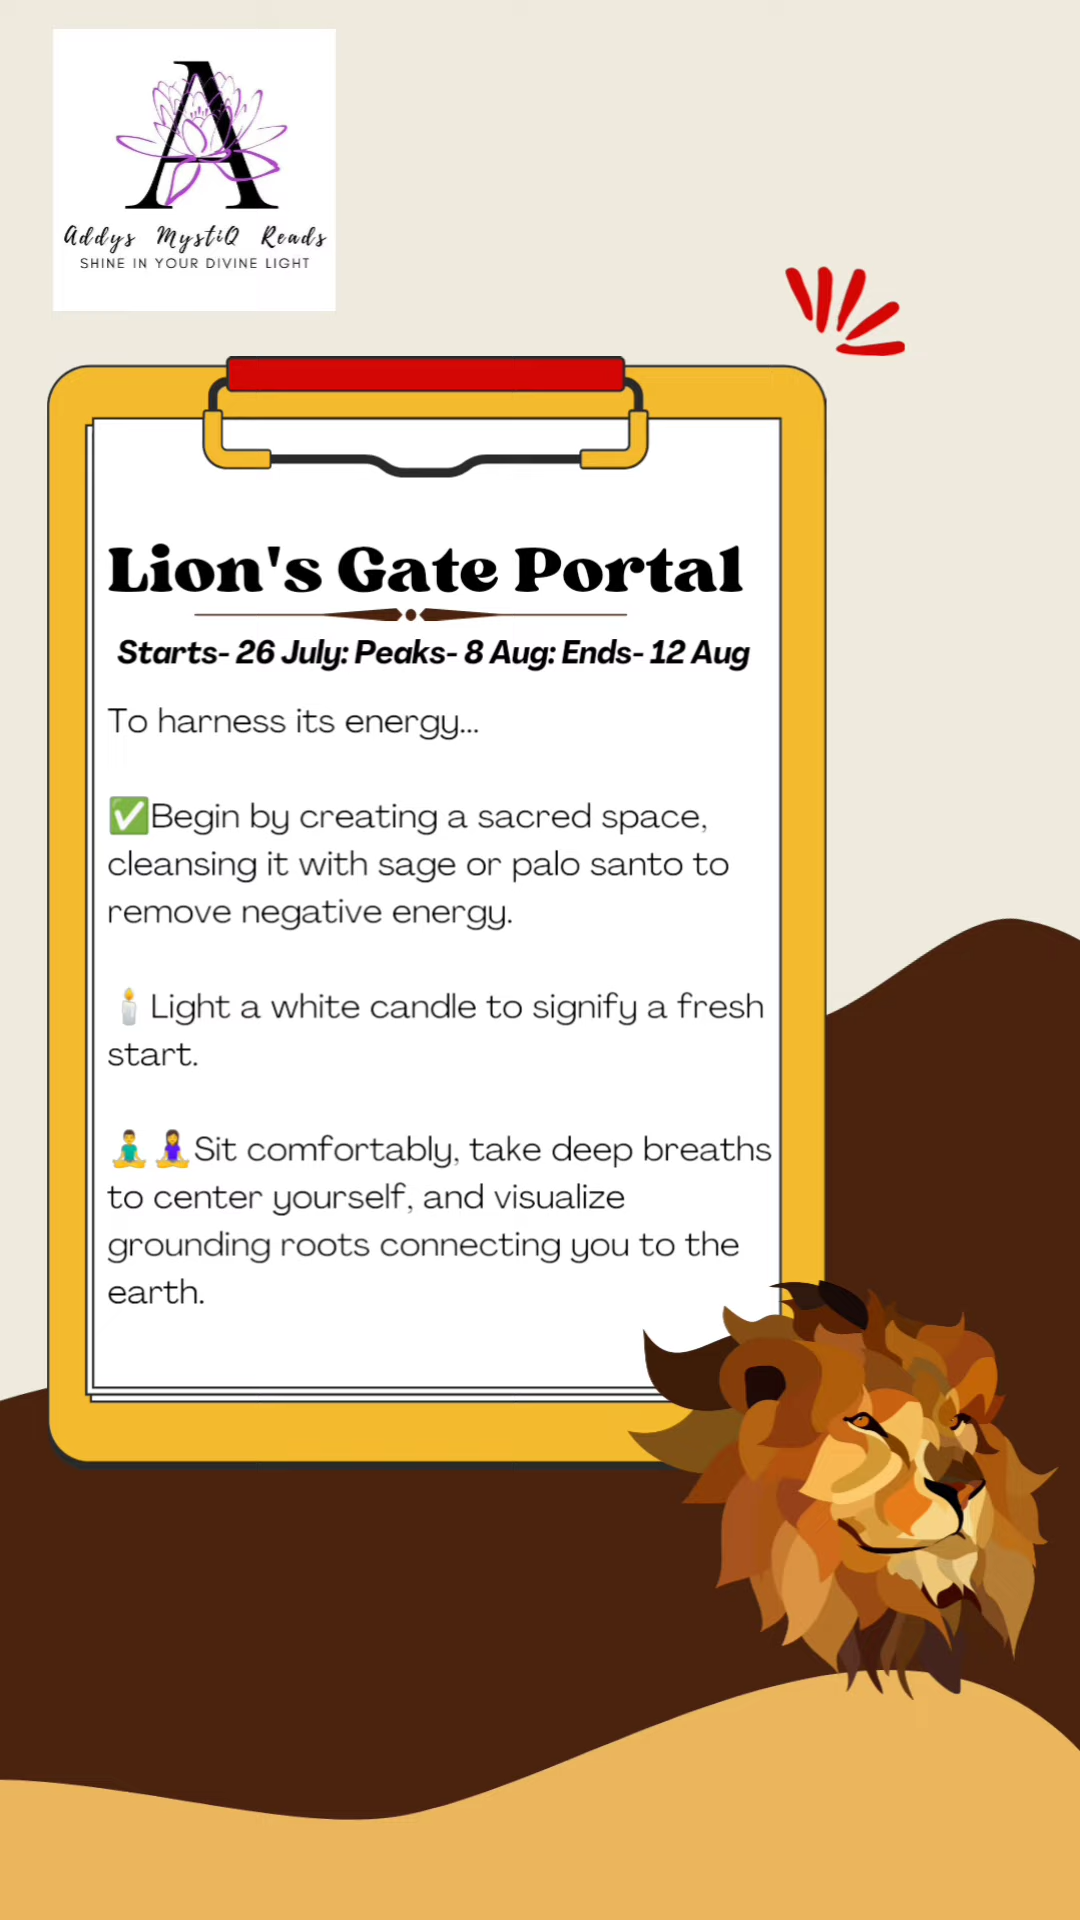 A
Addys MystiQ Reads
SHINE IN YOUR DIVINE LIGHT
Lion's Gate Portal
Starts- 26 July: Peaks- 8 Aug: Ends- 12 Aug
To harness its energy...
✅Begin by creating a sacred space,
cleansing it with sage or palo santo to
remove negative energy.
🕯️Light a white candle to signify a fresh
start.
🧘‍♂️🧘‍♀️Sit comfortably, take deep breaths
to center yourself, and visualize
grounding roots connecting you to the
earth.